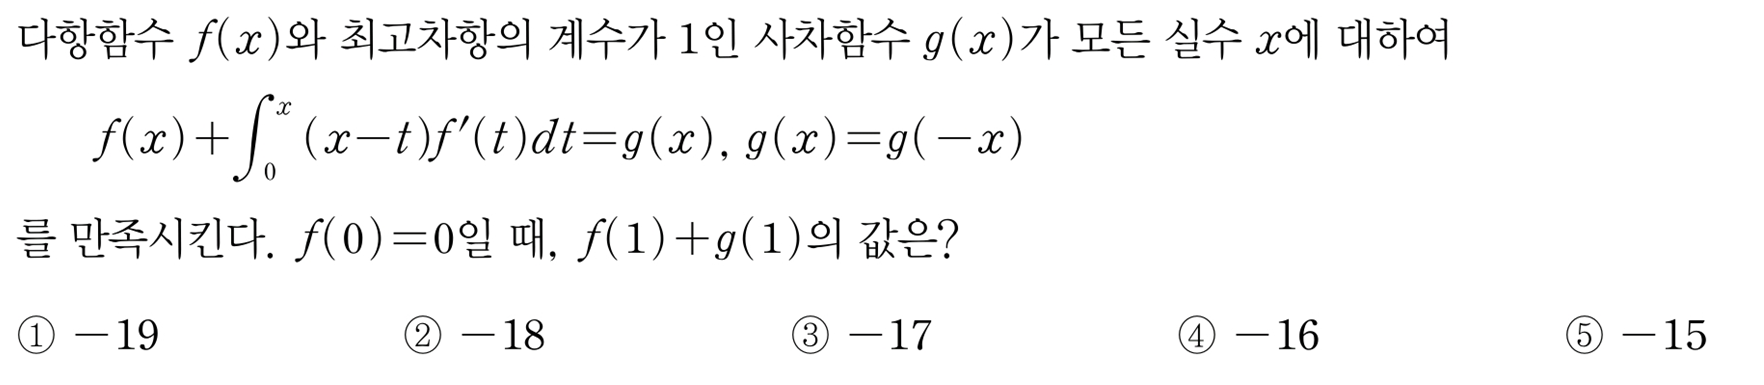 다항함수 f(x)와 최고차항의 계수가 1인 사차함수 g(x)가 모든 실수 x에 대하여
f(x)+∫₀ˣ(x−t)f′(t)dt=g(x), g(x)=g(−x)
를 만족시킨다. f(0)=0일 때, f(1)+g(1)의 값은?
① −19 ② −18 ③ −17 ④ −16 ⑤ −15